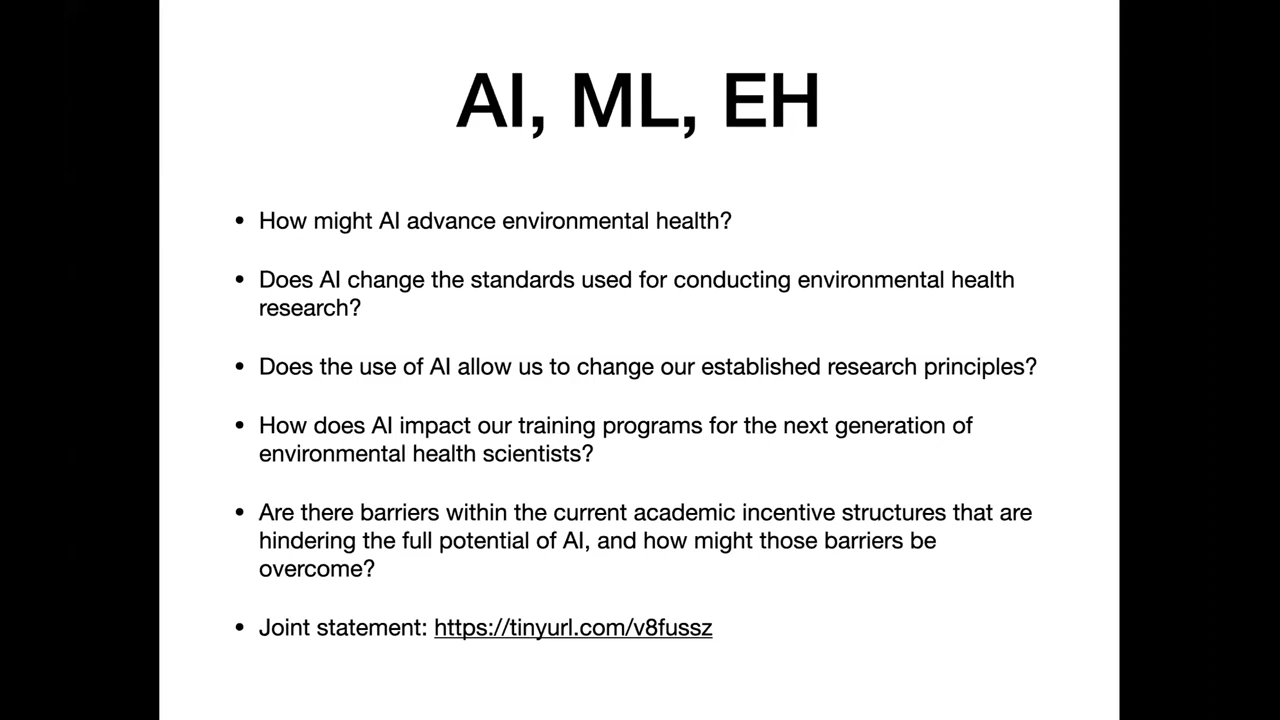 AI, ML, EH
• How might AI advance environmental health?
• Does AI change the standards used for conducting environmental health
research?
• Does the use of AI allow us to change our established research principles?
• How does AI impact our training programs for the next generation of
environmental health scientists?
• Are there barriers within the current academic incentive structures that are
hindering the full potential of AI, and how might those barriers be
overcome?
• Joint statement: https://tinyurl.com/v8fussz